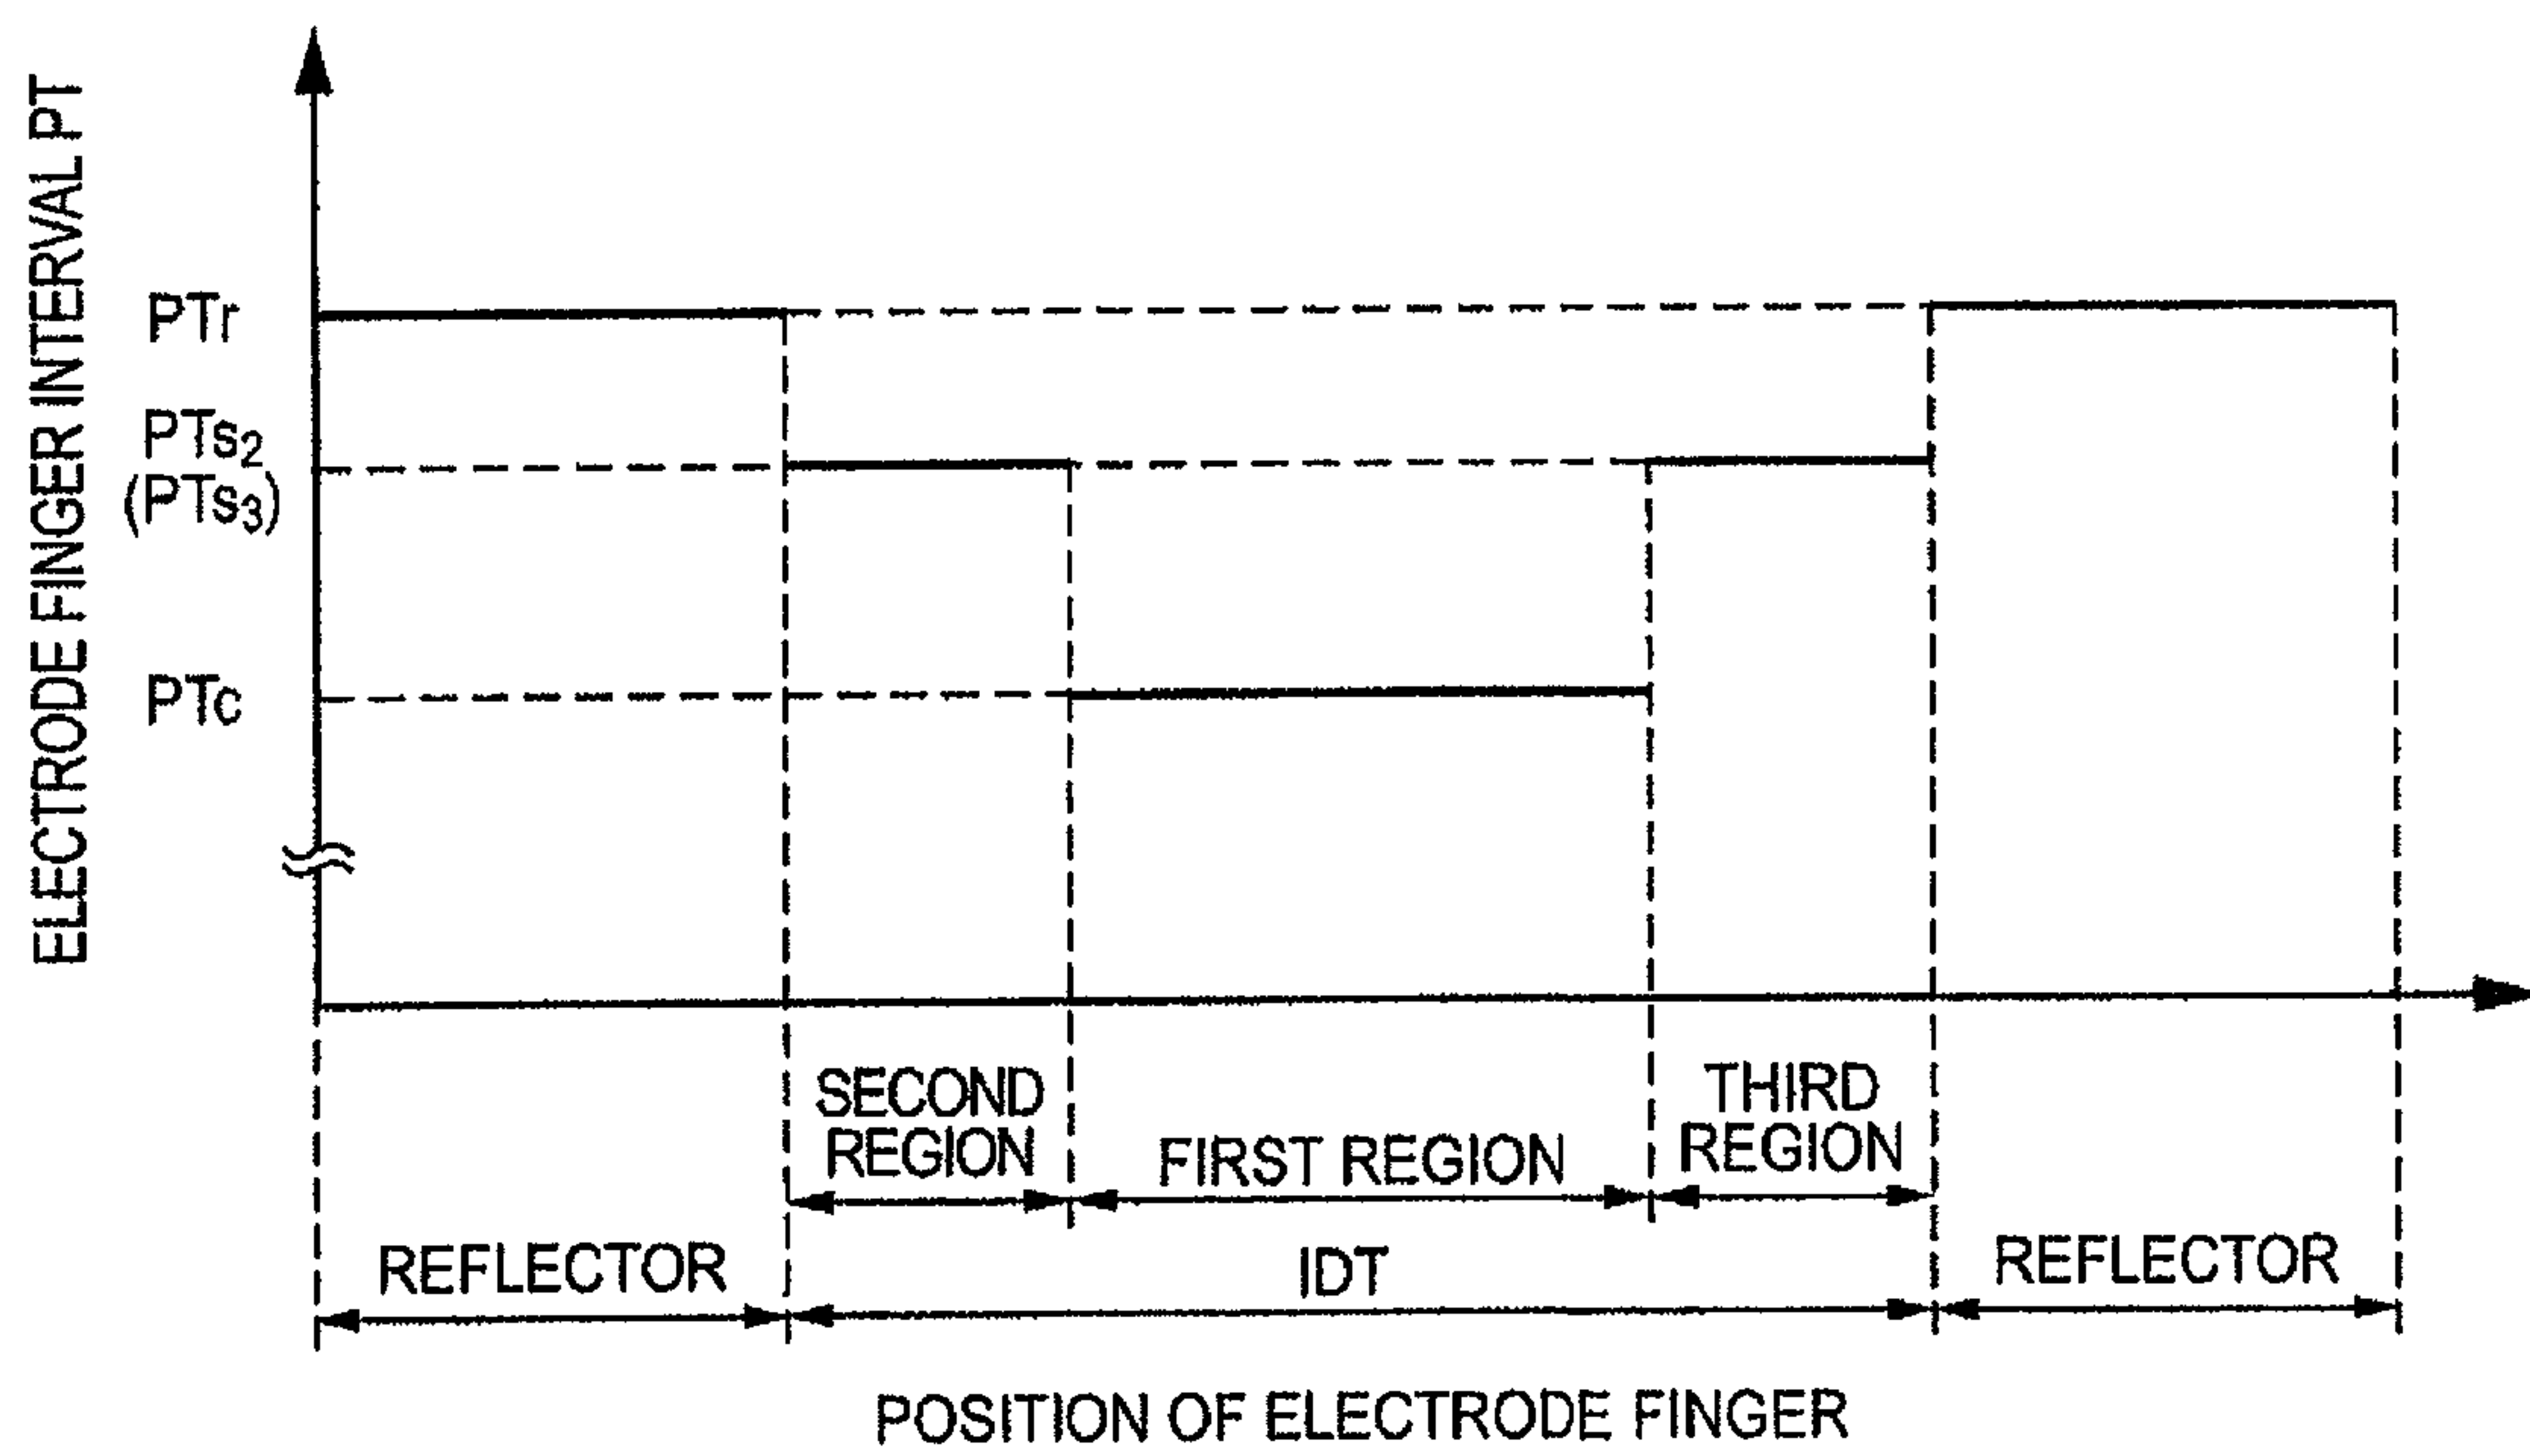 ELECTRODE FINGER INTERVAL PT
PTr
PTs2
(PTs3)
PTc
SECOND
REGION
FIRST REGION
THIRD
REGION
REFLECTOR
IDT
REFLECTOR
POSITION OF ELECTRODE FINGER